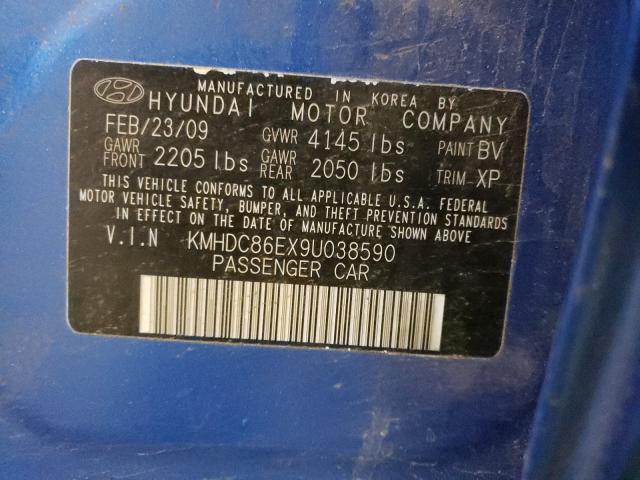 MANUFACTURED IN KOREA BY
HYUNDAI MOTOR COMPANY
FEB/23/09 GVWR 4145 lbs PAINT BV
GAWR FRONT 2205 lbs GAWR REAR 2050 lbs TRIM XP
THIS VEHICLE CONFORMS TO ALL APPLICABLE U.S.A. FEDERAL
MOTOR VEHICLE SAFETY, BUMPER, AND THEFT PREVENTION STANDARDS
IN EFFECT ON THE DATE OF MANUFACTURE SHOWN ABOVE
V.I.N KMHDC86EX9U038590
PASSENGER CAR